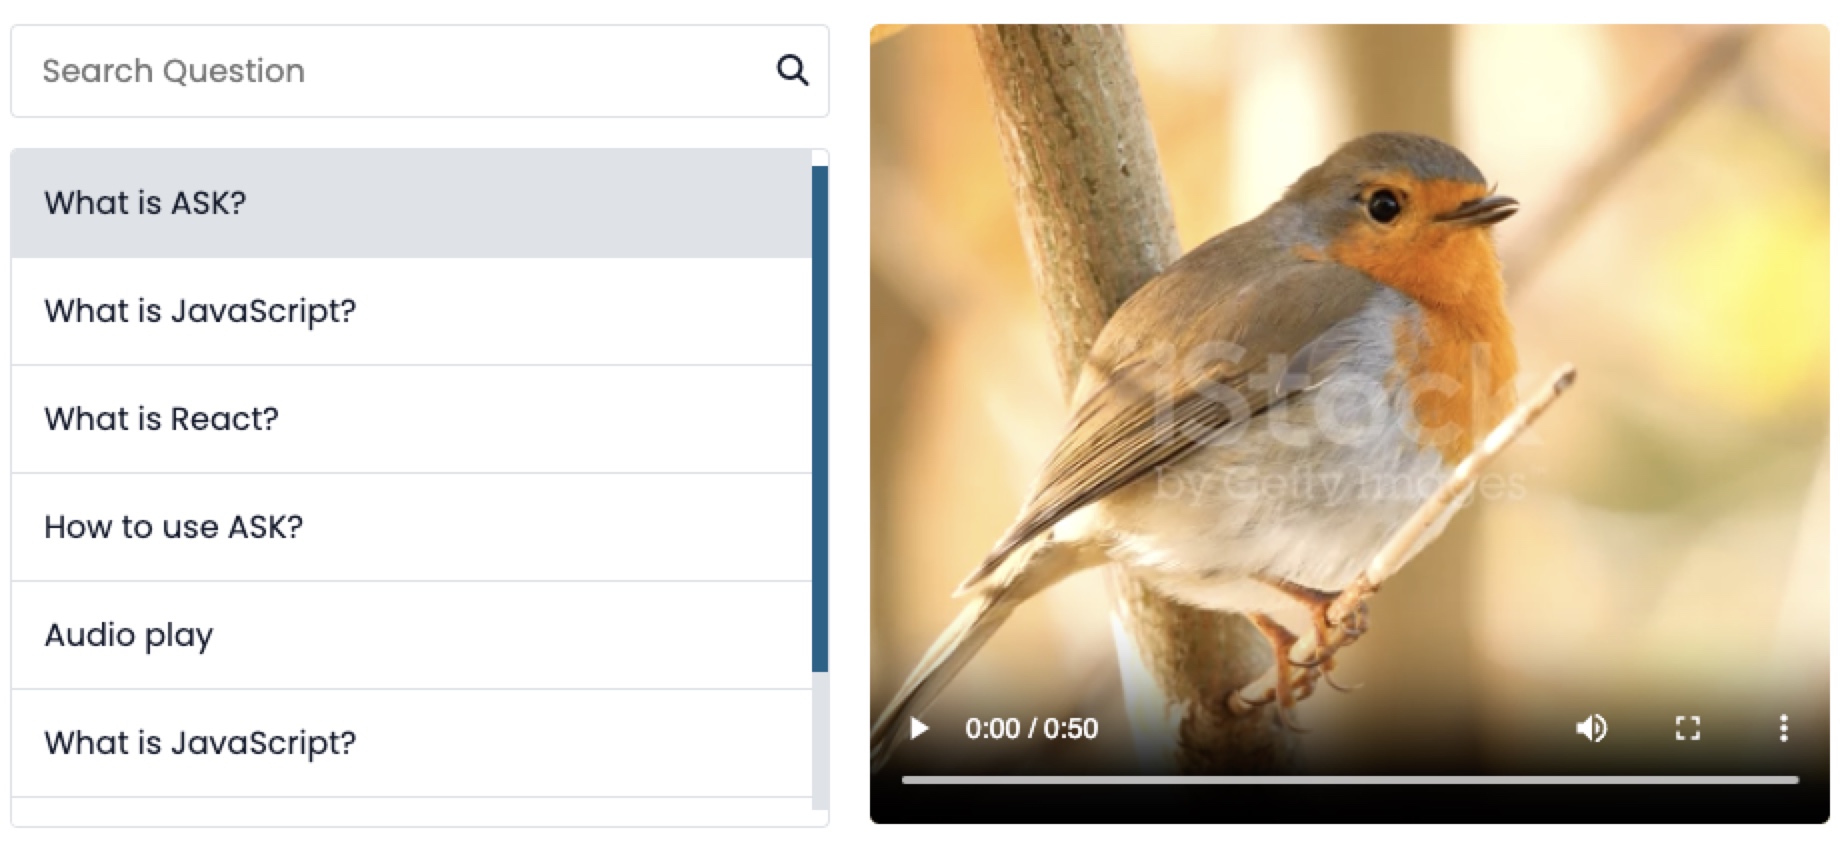 Search Question
What is ASK?
What is JavaScript?
What is React?
How to use ASK?
Audio play
What is JavaScript?
iStock
by Getty Images™
0:00 / 0:50